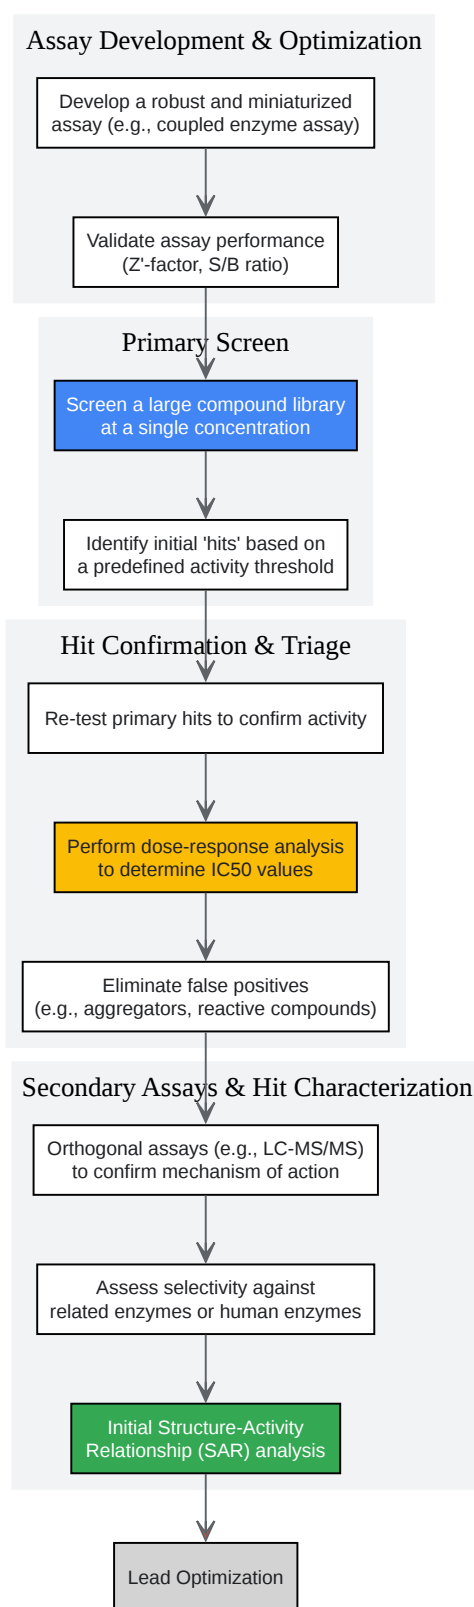 Assay Development & Optimization
Develop a robust and miniaturized
assay (e.g., coupled enzyme assay)
Validate assay performance
(Z'-factor, S/B ratio)
Primary Screen
Screen a large compound library
at a single concentration
Identify initial 'hits' based on
a predefined activity threshold
Hit Confirmation & Triage
Re-test primary hits to confirm activity
Perform dose-response analysis
to determine IC50 values
Eliminate false positives
(e.g., aggregators, reactive compounds)
Secondary Assays & Hit Characterization
Orthogonal assays (e.g., LC-MS/MS)
to confirm mechanism of action
Assess selectivity against
related enzymes or human enzymes
Initial Structure-Activity
Relationship (SAR) analysis
Lead Optimization